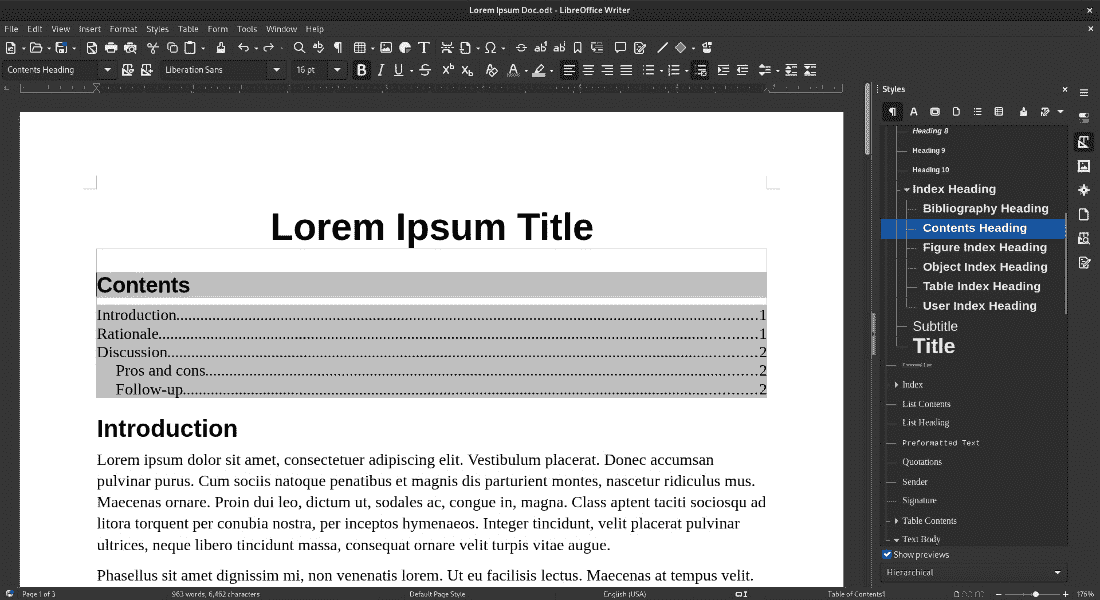 Lorem Ipsum Doc.odt - LibreOffice Writer
File Edit View Insert Format Styles Table Form Tools Window Help
Contents Heading Liberation Sans 16 pt
Styles
Lorem Ipsum Title
Contents
Introduction....................1
Rationale....................1
Discussion....................2
Pros and cons....................2
Follow-up....................2
Introduction
Lorem ipsum dolor sit amet, consectetuer adipiscing elit. Vestibulum placerat. Donec accumsan
pulvinar purus. Cum sociis natoque penatibus et magnis dis parturient montes, nascetur ridiculus mus.
Maecenas ornare. Proin dui leo, dictum ut, sodales ac, congue in, magna. Class aptent taciti sociosqu ad
litora torquent per conubia nostra, per inceptos hymenaeos. Integer tincidunt, velit placerat pulvinar
ultrices, neque libero tincidunt massa, consequat ornare velit turpis vitae augue.
Phasellus sit amet dignissim mi, non venenatis lorem. Ut eu facilisis lectus. Maecenas at tempus velit.
Heading 8
Heading 9
Heading 10
Index Heading
Bibliography Heading
Contents Heading
Figure Index Heading
Object Index Heading
Table Index Heading
User Index Heading
Subtitle
Title
Index
List Contents
List Heading
Preformatted Text
Quotations
Sender
Signature
Table Contents
Text Body
Show previews
Hierarchical
Page 1 of 3 963 words, 6,462 characters Default Page Style English (USA) Table of Contents1 176%